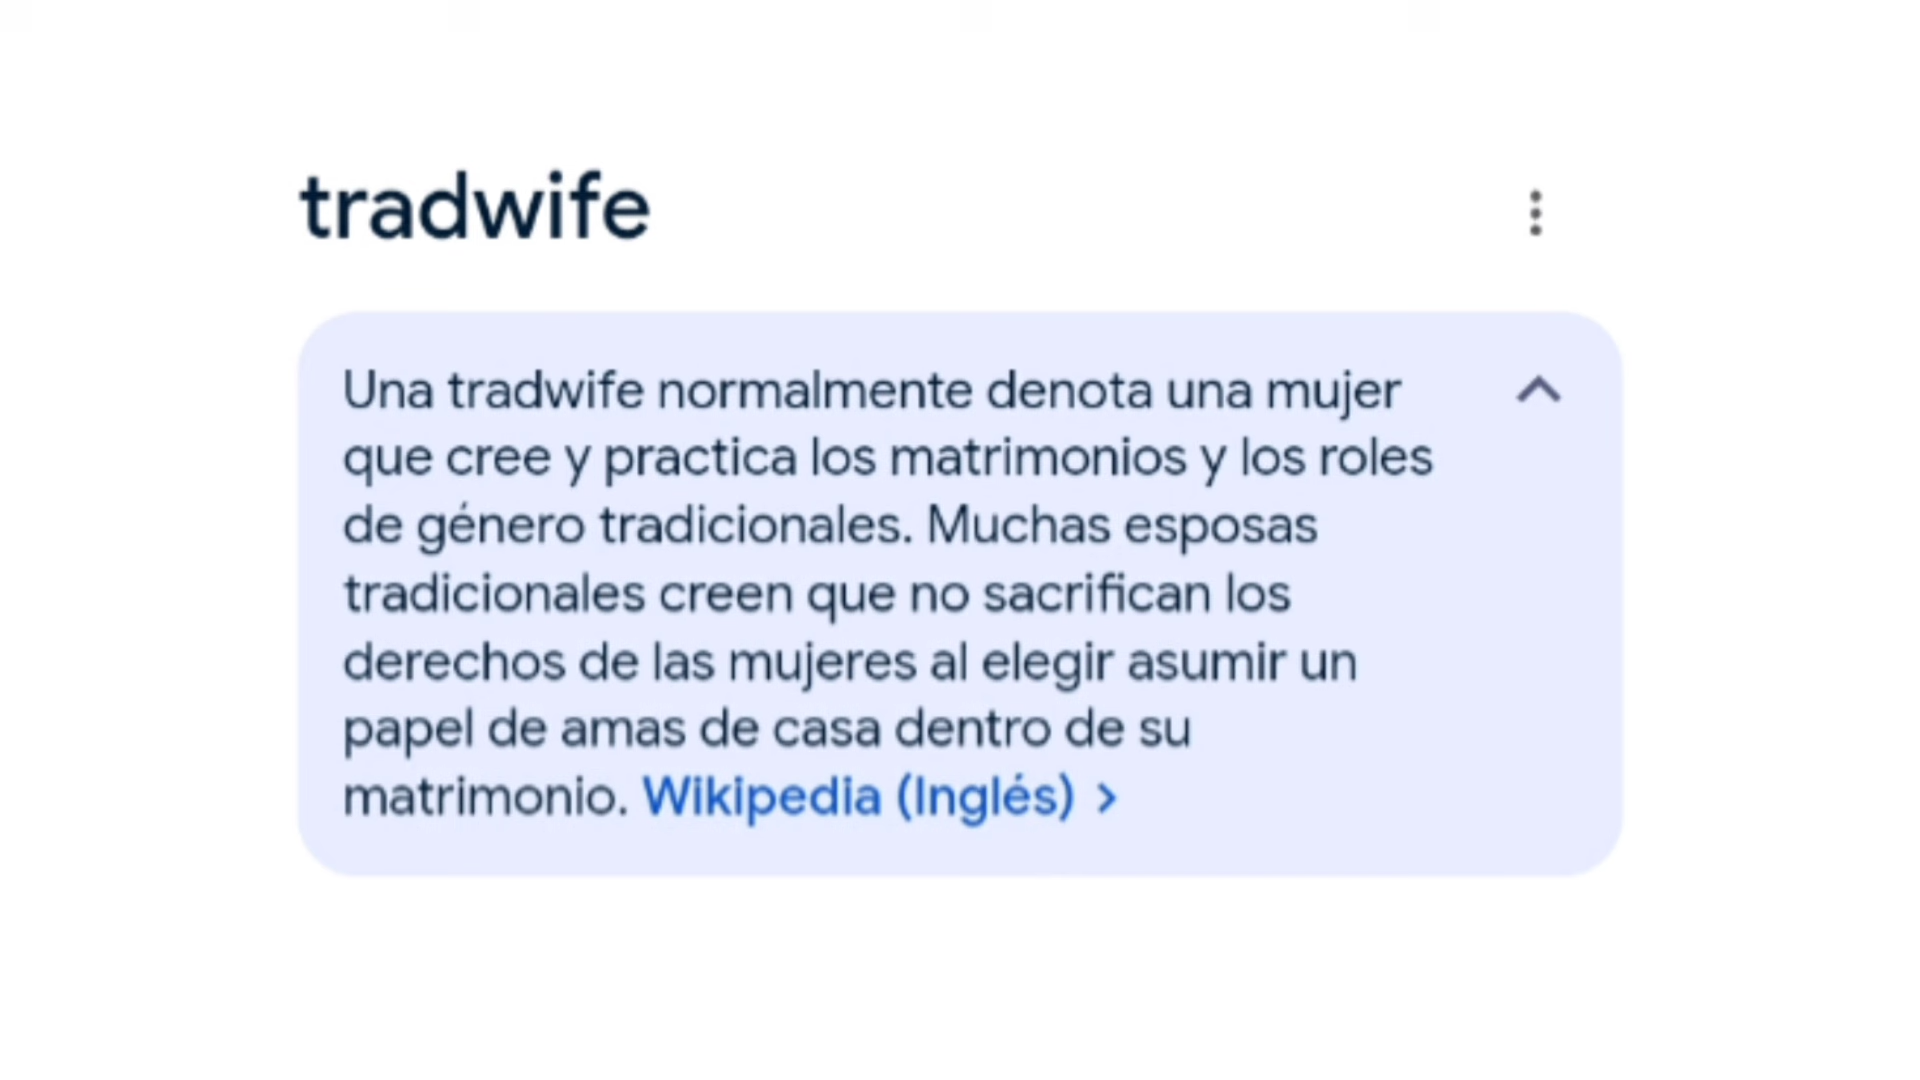 tradwife
Una tradwife normalmente denota una mujer
que cree y practica los matrimonios y los roles
de género tradicionales. Muchas esposas
tradicionales creen que no sacrifican los
derechos de las mujeres al elegir asumir un
papel de amas de casa dentro de su
matrimonio. Wikipedia (Inglés) >